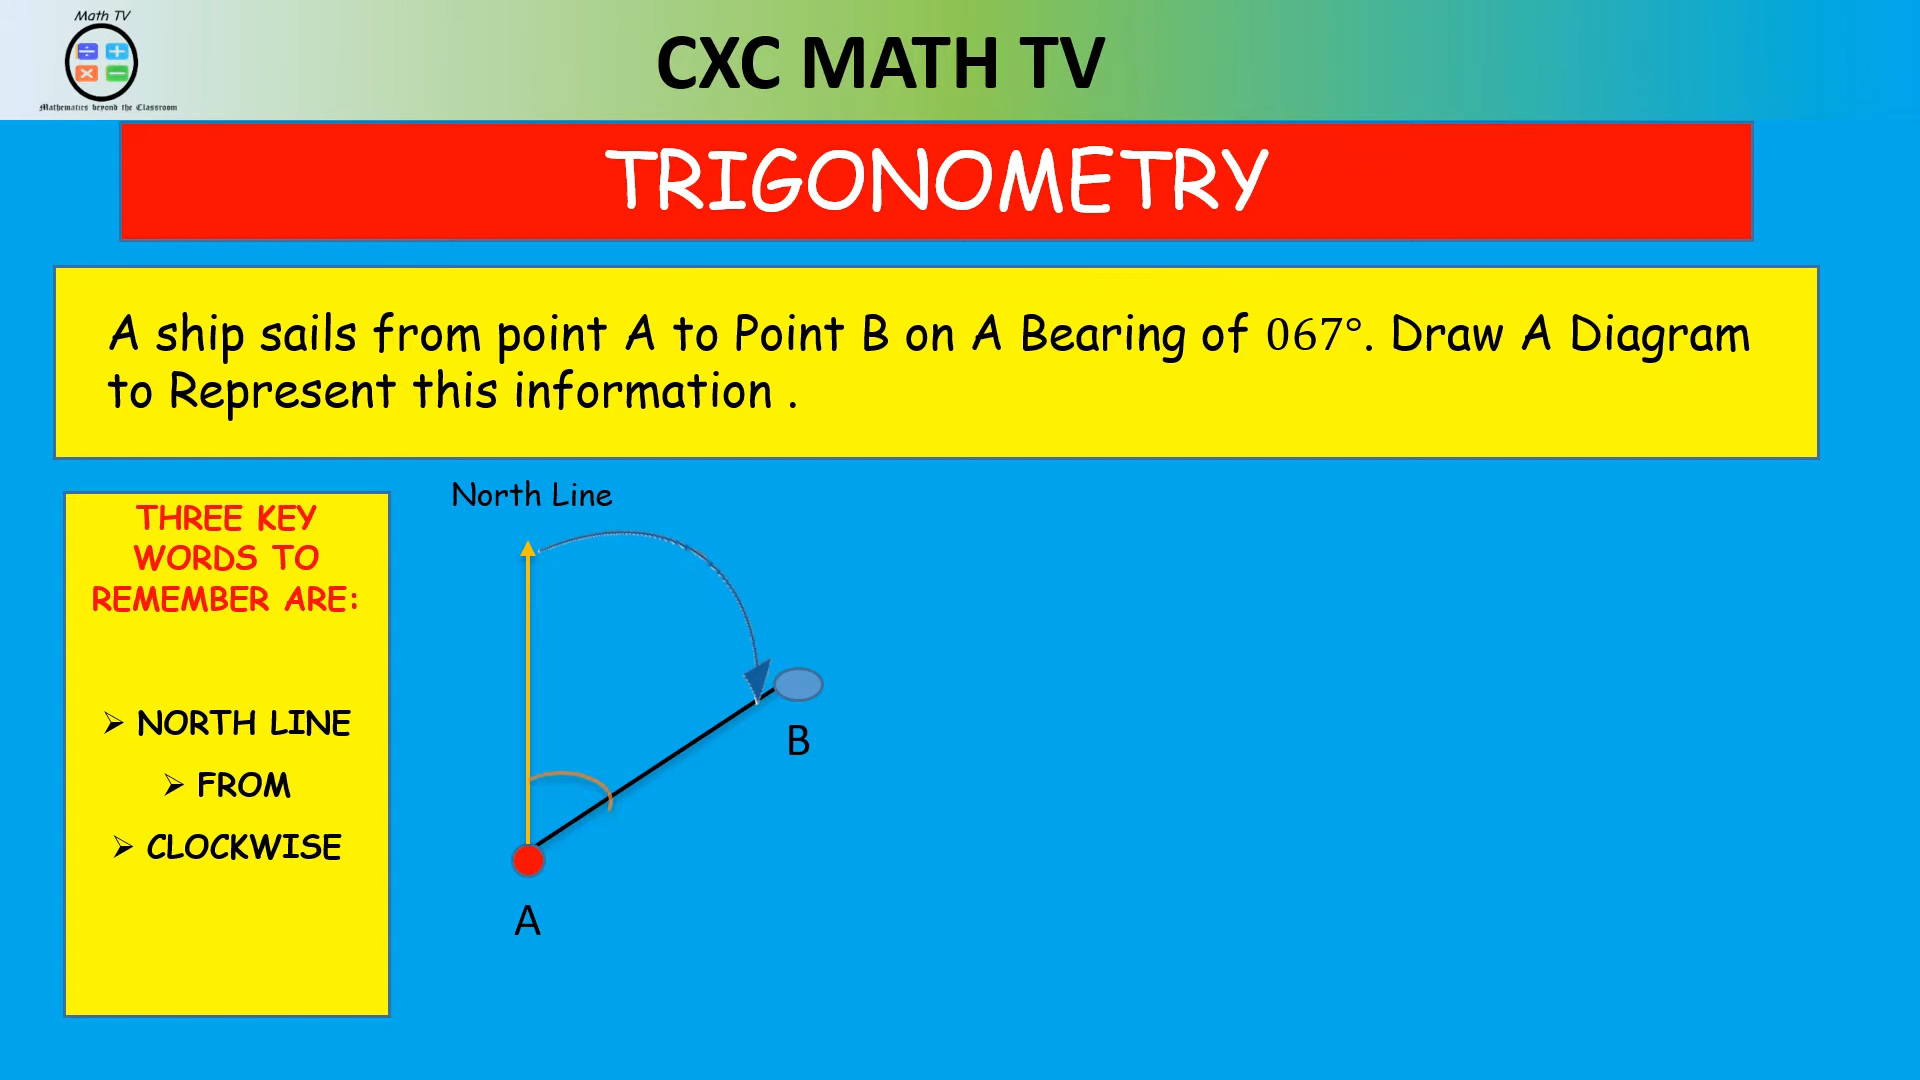 Math TV
Mathematics beyond the Classroom
CXC MATH TV
TRIGONOMETRY
A ship sails from point A to Point B on A Bearing of 067°. Draw A Diagram
to Represent this information .
THREE KEY
WORDS TO
REMEMBER ARE:
➢ NORTH LINE
➢ FROM
➢ CLOCKWISE
North Line
B
A